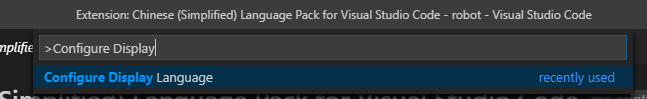 Extension: Chinese (Simplified) Language Pack for Visual Studio Code - robot - Visual Studio Code
>Configure Display
Configure Display Language recently used